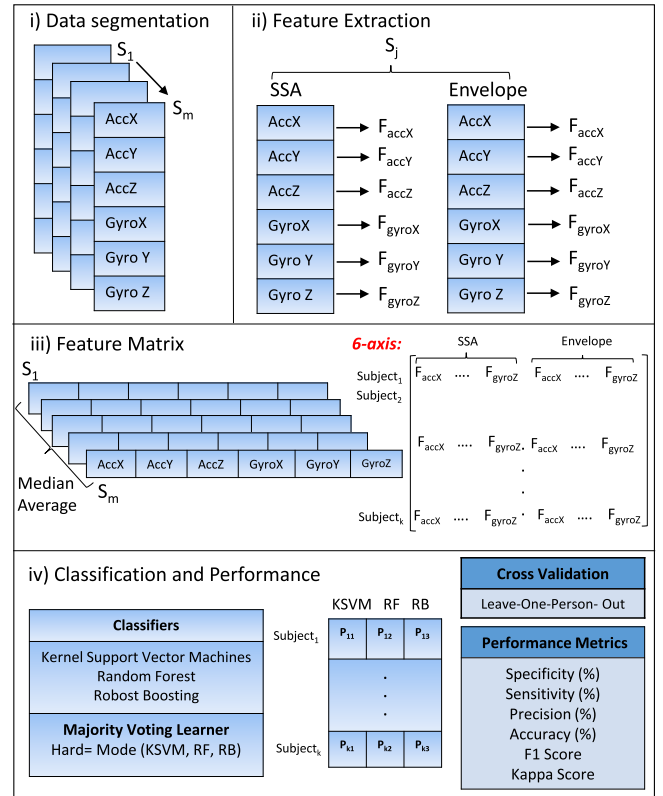 i) Data segmentation
S1
Sm
AccX
AccY
AccZ
GyroX
Gyro Y
Gyro Z
ii) Feature Extraction
Sj
SSA
Envelope
AccX FaccX AccX FaccX
AccY FaccY AccY FaccY
AccZ FaccZ AccZ FaccZ
GyroX FgyroX GyroX FgyroX
Gyro Y FgyroY Gyro Y FgyroY
Gyro Z FgyroZ Gyro Z FgyroZ
iii) Feature Matrix
S1
AccX AccY AccZ GyroX GyroY GyroZ
Median
Average
Sm
6-axis:
SSA Envelope
Subject1 FaccX .... FgyroZ FaccX .... FgyroZ
Subject2
FaccX .... FgyroZ FaccX .... FgyroZ
.
.
.
Subjectk FaccX .... FgyroZ FaccX .... FgyroZ
iv) Classification and Performance
Classifiers
Kernel Support Vector Machines
Random Forest
Robost Boosting
Majority Voting Learner
Hard= Mode (KSVM, RF, RB)
KSVM RF RB
Subject1 P11 P12 P13
.
.
.
Subjectk Pk1 Pk2 Pk3
Cross Validation
Leave-One-Person- Out
Performance Metrics
Specificity (%)
Sensitivity (%)
Precision (%)
Accuracy (%)
F1 Score
Kappa Score